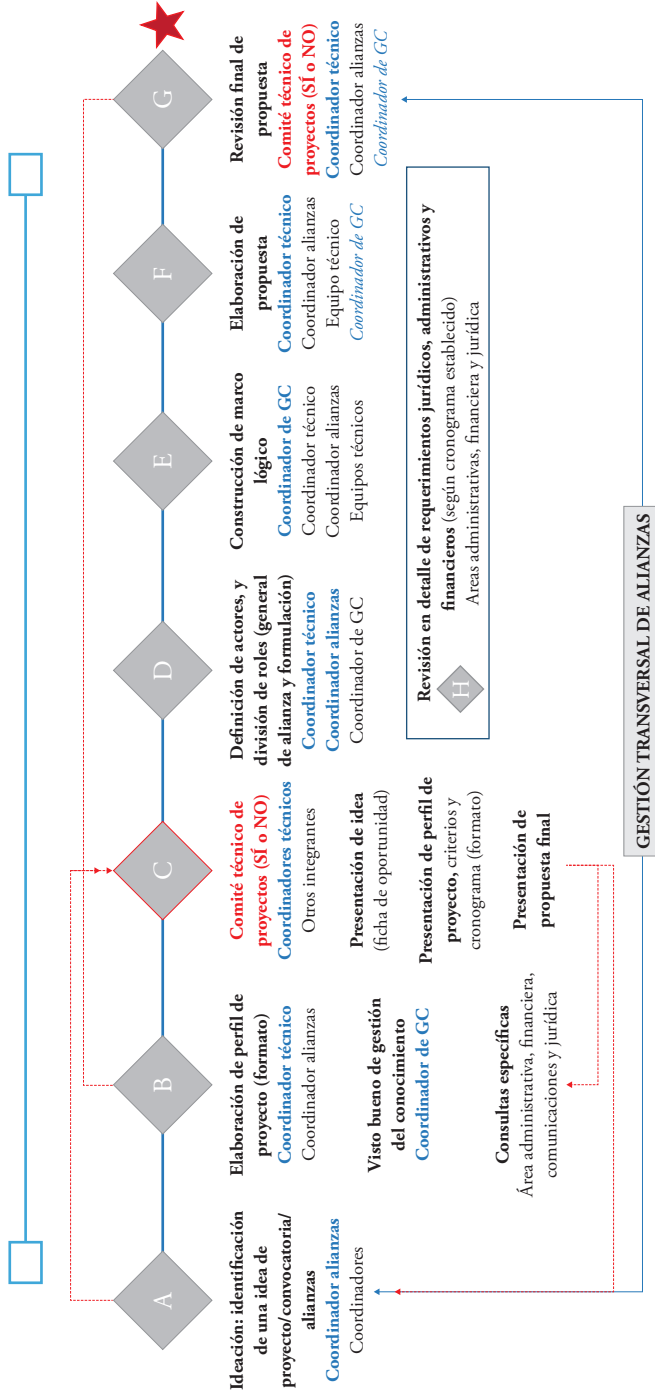 A
Ideación: identificación
de una idea de
proyecto/convocatoria/
alianzas
Coordinador alianzas
Coordinadores
B
Elaboración de perfil de
proyecto (formato)
Coordinador técnico
Coordinador alianzas
Visto bueno de gestión
del conocimiento
Coordinador de GC
Consultas específicas
Área administrativa, financiera,
comunicaciones y jurídica
C
Comité técnico de
proyectos (SÍ o NO)
Coordinadores técnicos
Otros integrantes
Presentación de idea
(ficha de oportunidad)
Presentación de perfil de
proyecto, criterios y
cronograma (formato)
Presentación de
propuesta final
D
Definición de actores, y
división de roles (general
de alianza y formulación)
Coordinador técnico
Coordinador alianzas
Coordinador de GC
E
Construcción de marco
lógico
Coordinador de GC
Coordinador técnico
Coordinador alianzas
Equipos técnicos
F
Elaboración de
propuesta
Coordinador técnico
Coordinador alianzas
Equipo técnico
Coordinador de GC
G
Revisión final de
propuesta
Comité técnico de
proyectos (SÍ o NO)
Coordinador técnico
Coordinador alianzas
Coordinador de GC
H
Revisión en detalle de requerimientos jurídicos, administrativos y
financieros (según cronograma establecido)
Áreas administrativas, financiera y jurídica
GESTIÓN TRANSVERSAL DE ALIANZAS